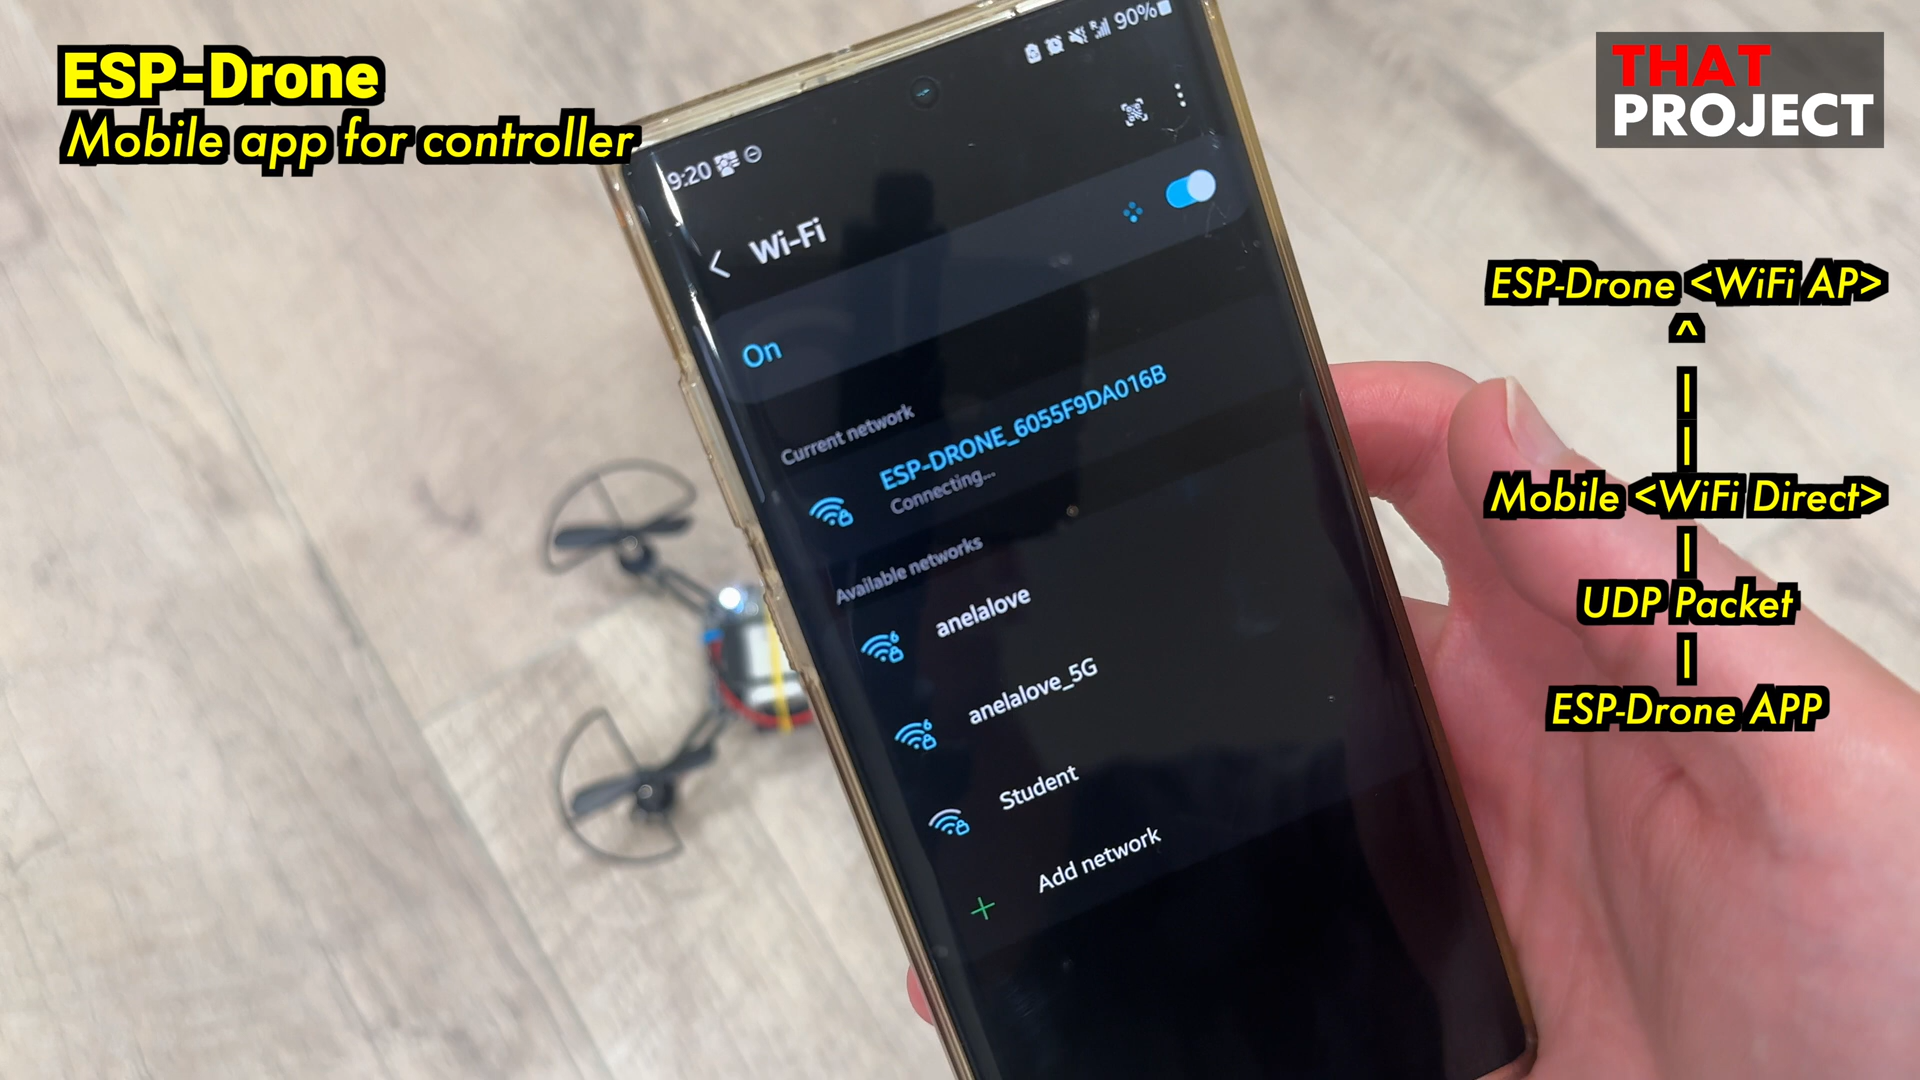 ESP-Drone
Mobile app for controller
THAT
PROJECT
9:20
90%
Wi-Fi
On
Current network
ESP-DRONE_6055F9DA016B
Connecting...
Available networks
anelalove
anelalove_5G
Student
Add network
ESP-Drone <WiFi AP>
^
|
|
Mobile <WiFi Direct>
|
UDP Packet
|
ESP-Drone APP